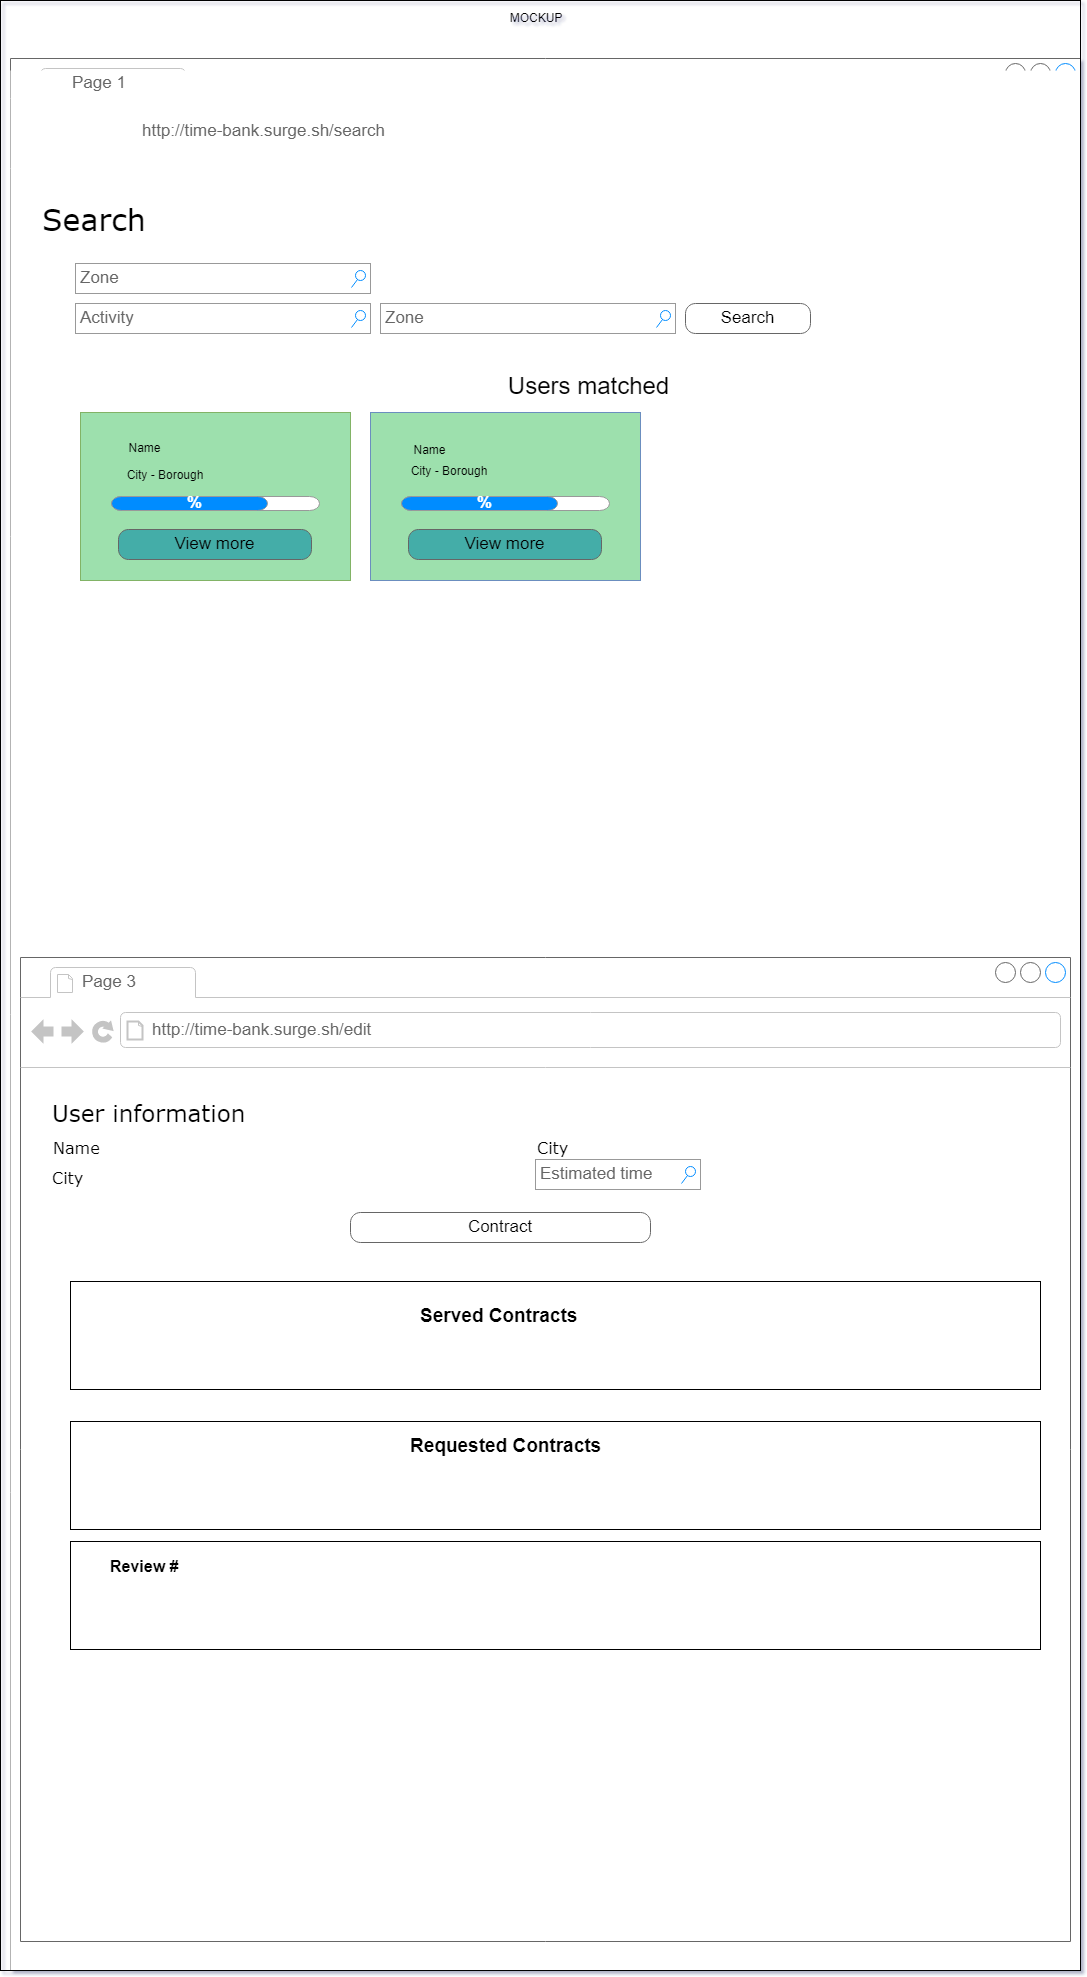 MOCKUP
Page 1
http://time-bank.surge.sh/search
Search
Zone
Activity
Zone
Search
Users matched
Name
City - Borough
%
View more
Name
City - Borough
%
View more
Page 3
http://time-bank.surge.sh/edit
User information
Name
City
City
Estimated time
Contract
Served Contracts
Requested Contracts
Review #